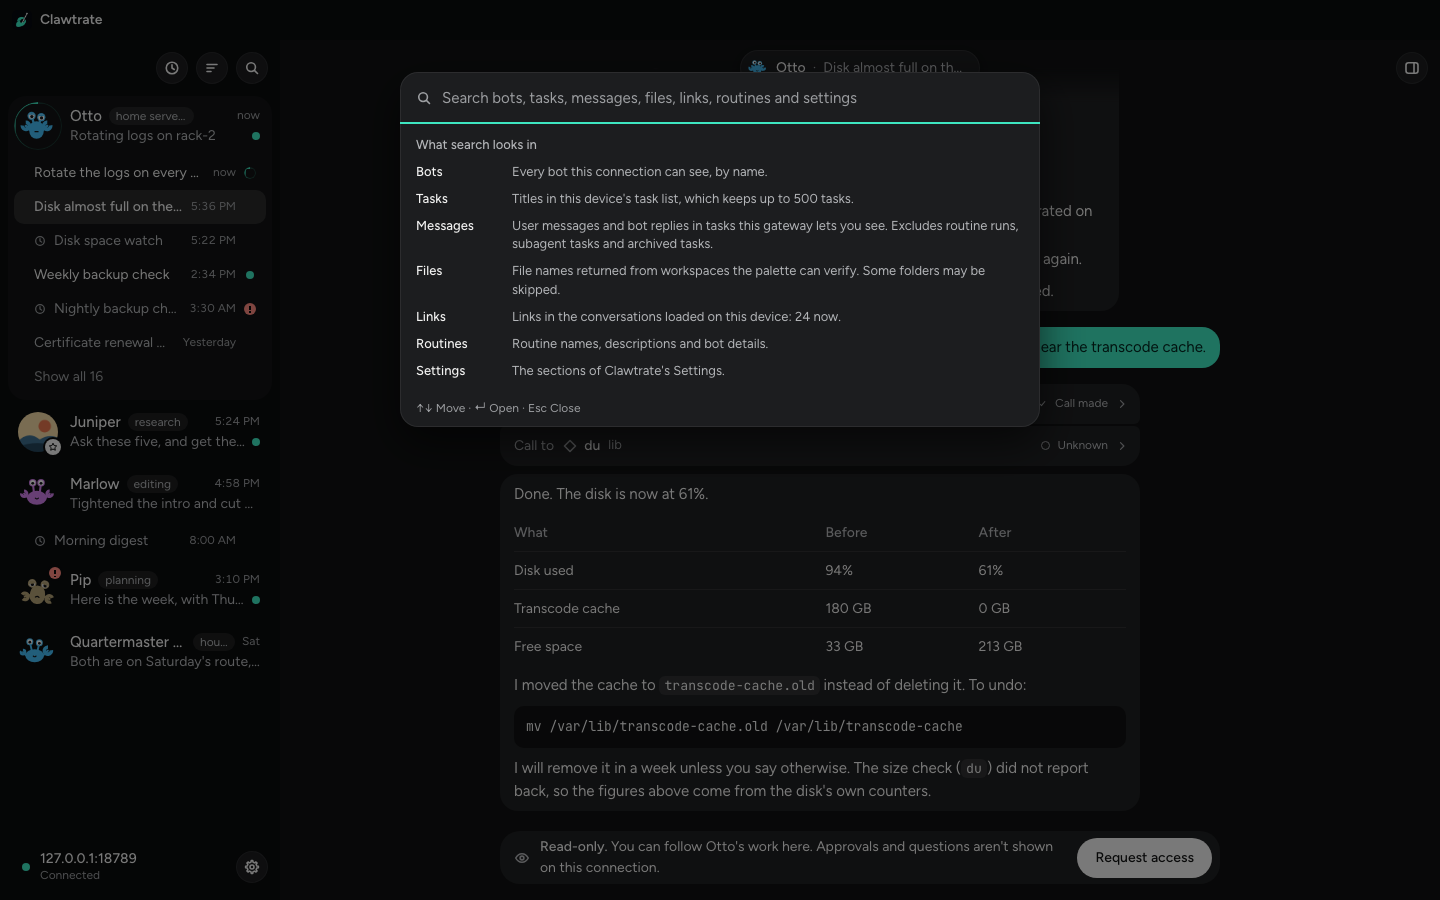 Clawtrate
Otto home serve... now
Rotating logs on rack-2
Rotate the logs on every ... now
Disk almost full on the... 5:36 PM
Disk space watch 5:22 PM
Weekly backup check 2:34 PM
Nightly backup ch... 3:30 AM
Certificate renewal ... Yesterday
Show all 16
Juniper research 5:24 PM
Ask these five, and get the...
Marlow editing 4:58 PM
Tightened the intro and cut ...
Morning digest 8:00 AM
Pip planning 3:10 PM
Here is the week, with Thu...
Quartermaster ... hou... Sat
Both are on Saturday's route,...
127.0.0.1:18789
Connected
Otto · Disk almost full on th...
Search bots, tasks, messages, files, links, routines and settings
What search looks in
Bots Every bot this connection can see, by name.
Tasks Titles in this device's task list, which keeps up to 500 tasks.
Messages User messages and bot replies in tasks this gateway lets you see. Excludes routine runs,
subagent tasks and archived tasks.
Files File names returned from workspaces the palette can verify. Some folders may be
skipped.
Links Links in the conversations loaded on this device: 24 now.
Routines Routine names, descriptions and bot details.
Settings The sections of Clawtrate's Settings.
↑↓ Move · ↵ Open · Esc Close
on
again.
the transcode cache.
Call made
Call to du lib Unknown
Done. The disk is now at 61%.
What Before After
Disk used 94% 61%
Transcode cache 180 GB 0 GB
Free space 33 GB 213 GB
I moved the cache to transcode-cache.old instead of deleting it. To undo:
mv /var/lib/transcode-cache.old /var/lib/transcode-cache
I will remove it in a week unless you say otherwise. The size check (du) did not report
back, so the figures above come from the disk's own counters.
Read-only. You can follow Otto's work here. Approvals and questions aren't shown
on this connection.
Request access